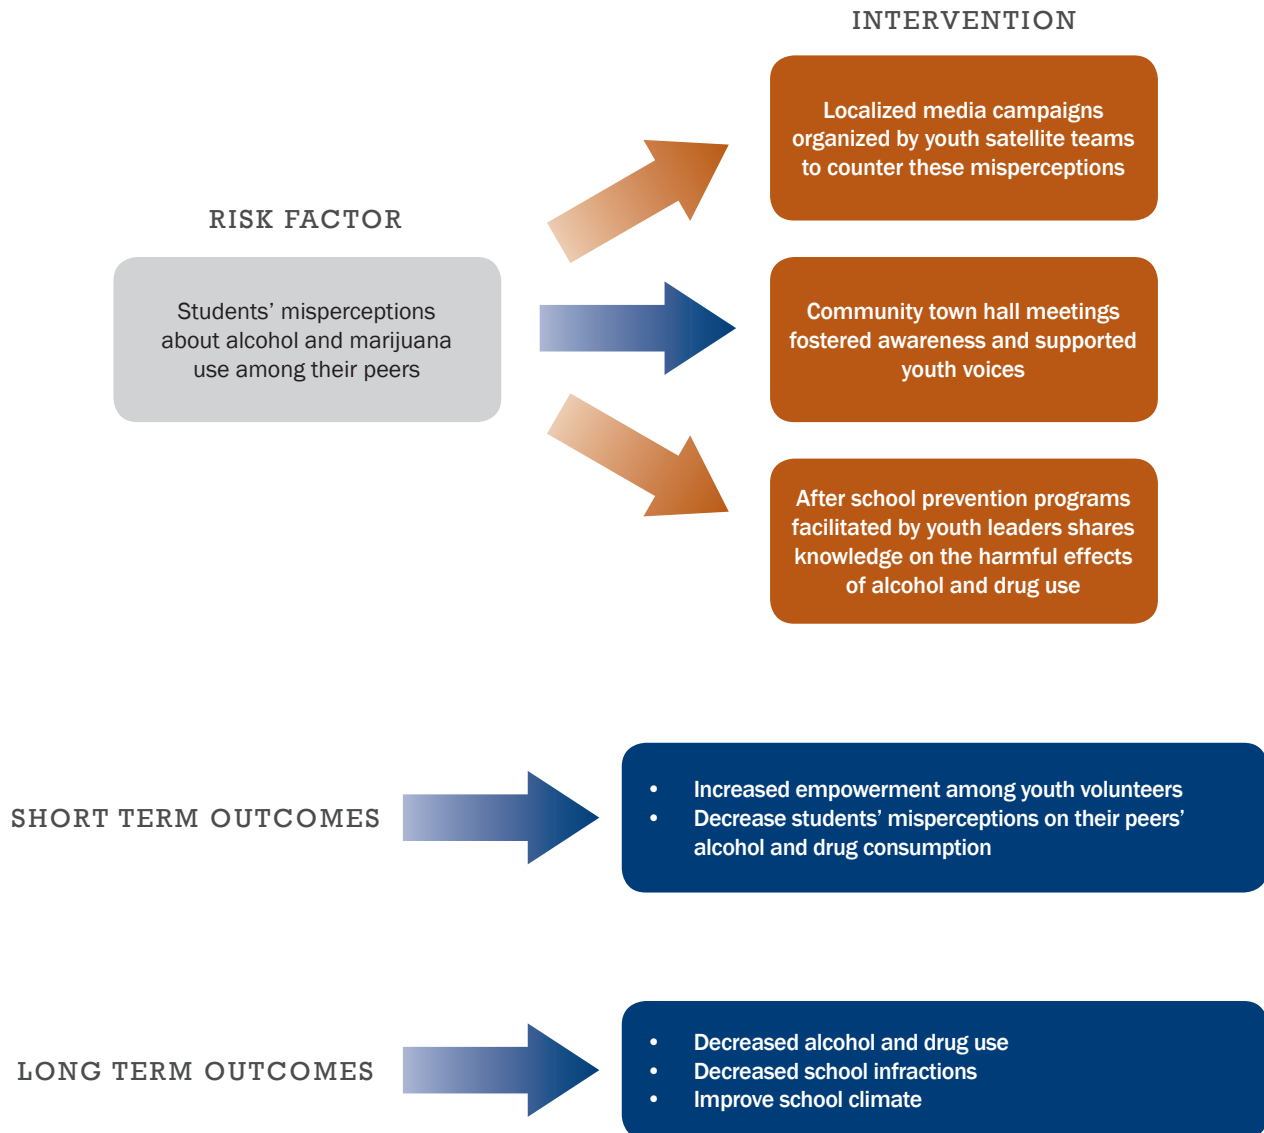 INTERVENTION
Localized media campaigns
organized by youth satellite teams
to counter these misperceptions
RISK FACTOR
Students’ misperceptions
about alcohol and marijuana
use among their peers
Community town hall meetings
fostered awareness and supported
youth voices
After school prevention programs
facilitated by youth leaders shares
knowledge on the harmful effects
of alcohol and drug use
SHORT TERM OUTCOMES
• Increased empowerment among youth volunteers
• Decrease students’ misperceptions on their peers’
alcohol and drug consumption
LONG TERM OUTCOMES
• Decreased alcohol and drug use
• Decreased school infractions
• Improve school climate